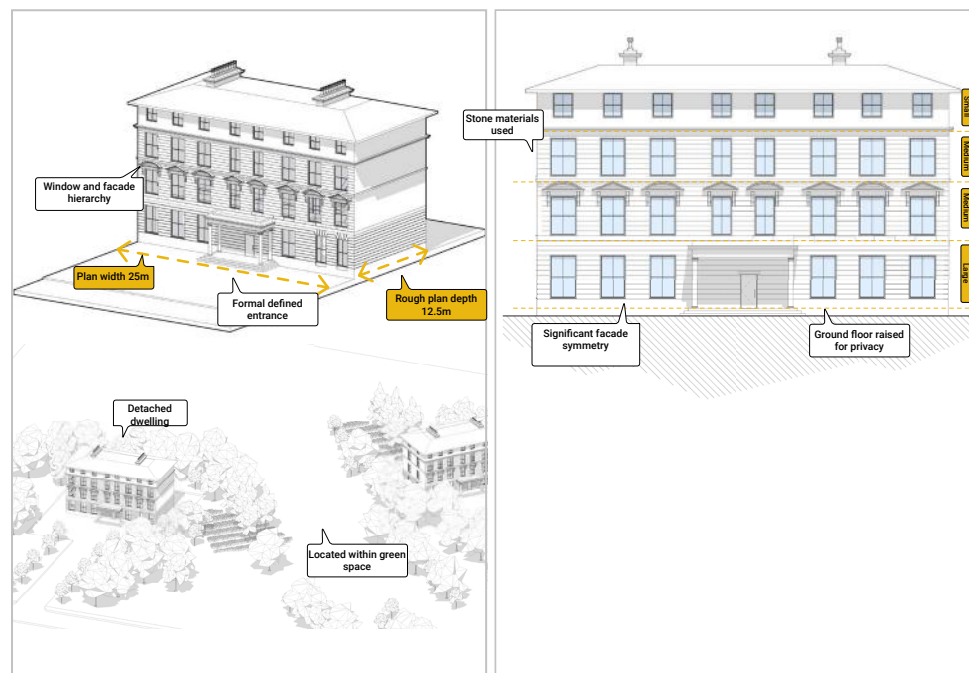 Window and facade
hierarchy
Plan width 25m
Formal defined
entrance
Rough plan depth
12.5m
Detached
dwelling
Located within green
space
Stone materials
used
Small
Medium
Medium
Large
Significant facade
symmetry
Ground floor raised
for privacy